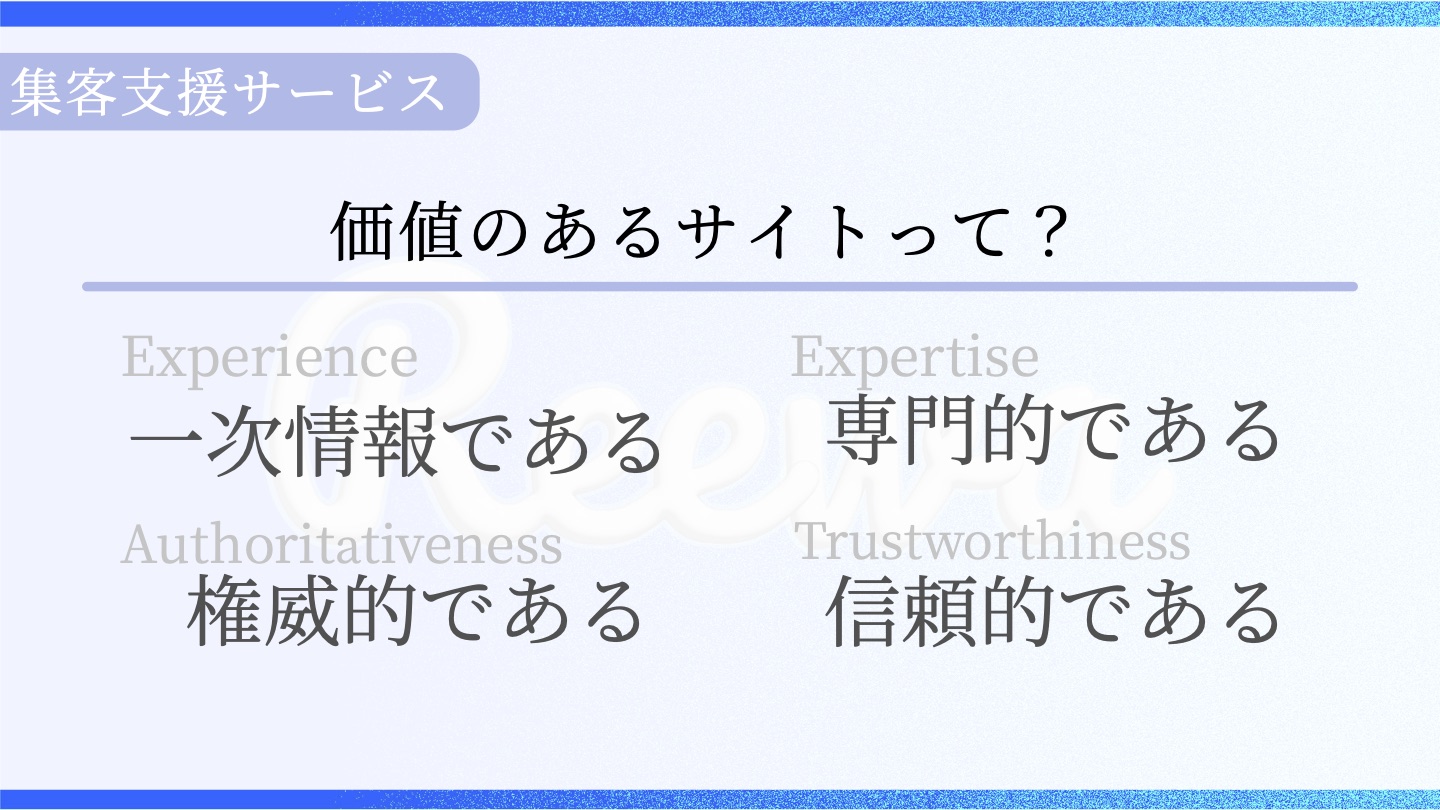 集客支援サービス
価値のあるサイトって？
Experience
一次情報である
Expertise
専門的である
Authoritativeness
権威的である
Trustworthiness
信頼的である